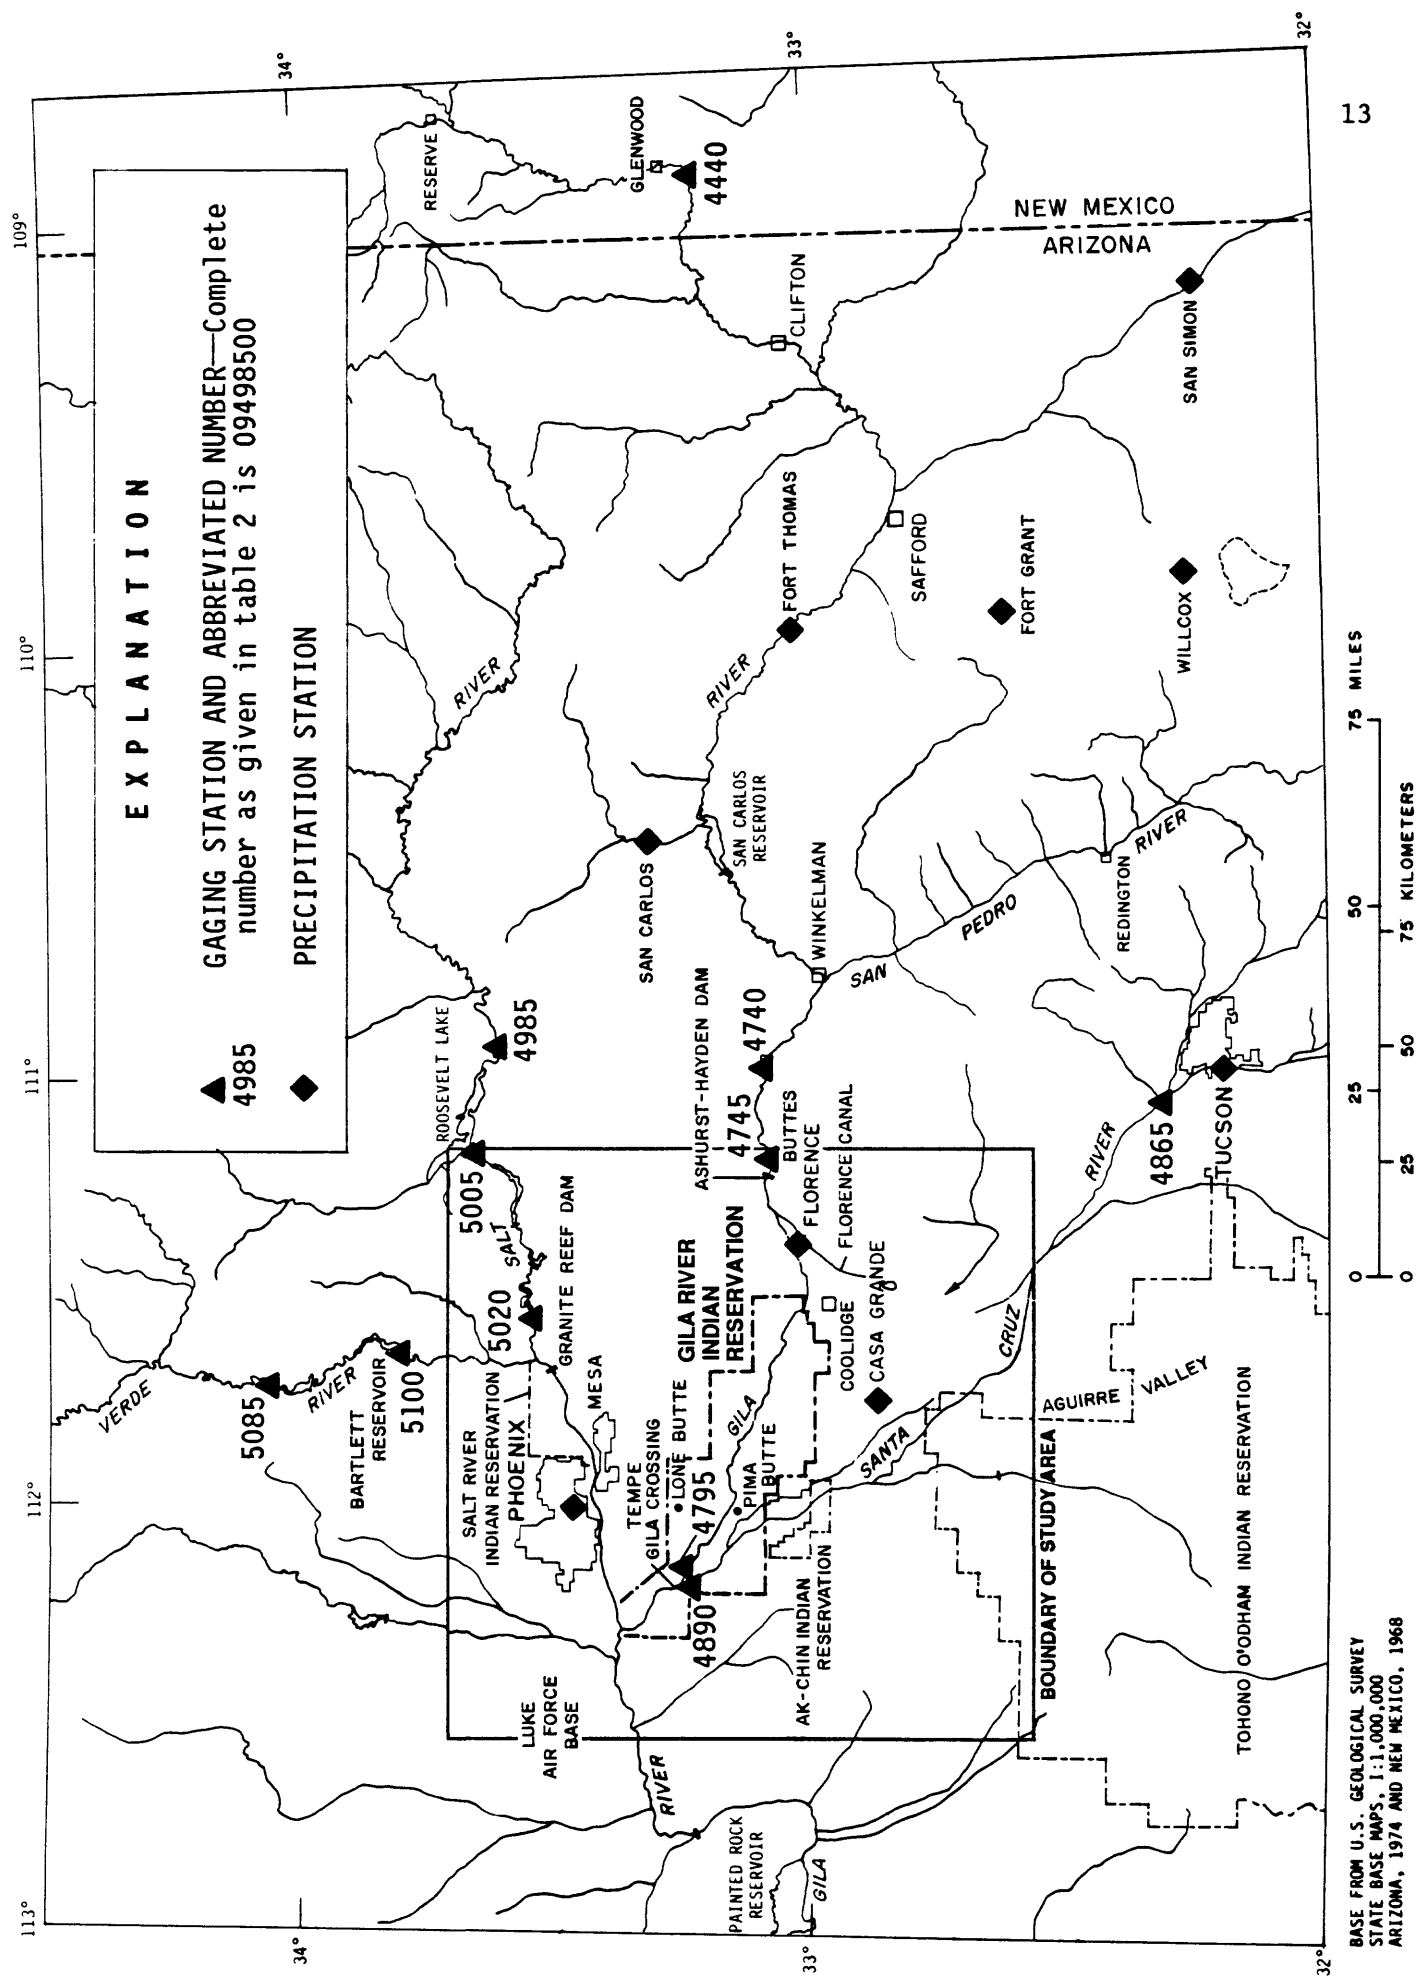 13
EXPLANATION
4985
GAGING STATION AND ABBREVIATED NUMBER—Complete
number as given in table 2 is 09498500
PRECIPITATION STATION
113°
112°
111°
110°
109°
34°
33°
32°
34°
33°
32°
VERDE
RIVER
5085
BARTLETT
RESERVOIR
5100
SALT RIVER
INDIAN RESERVATION
PHOENIX
5020
SALT
5005
ROOSEVELT LAKE
4985
RIVER
RESERVE
GLENWOOD
4440
LUKE
AIR FORCE
BASE
GRANITE REEF DAM
MESA
TEMPE
GILA CROSSING
LONE BUTTE
4795
4890
PIMA
BUTTE
GILA
GILA RIVER
INDIAN
RESERVATION
ASHURST-HAYDEN DAM
4745
4740
BUTTES
FLORENCE
FLORENCE CANAL
COOLIDGE
CASA GRANDE
SAN CARLOS
SAN CARLOS
RESERVOIR
RIVER
WINKELMAN
FORT THOMAS
SAFFORD
CLIFTON
FORT GRANT
NEW MEXICO
ARIZONA
SAN SIMON
WILLCOX
SAN
PEDRO
RIVER
REDINGTON
RIVER
PAINTED ROCK
RESERVOIR
GILA
AK-CHIN INDIAN
RESERVATION
SANTA
CRUZ
RIVER
4865
TUCSON
BOUNDARY OF STUDY AREA
AGUIRRE VALLEY
TOHONO O'ODHAM INDIAN RESERVATION
BASE FROM U.S. GEOLOGICAL SURVEY
STATE BASE MAPS, 1:1,000,000
ARIZONA, 1974 AND NEW MEXICO, 1968
0 25 50 75 MILES
0 25 50 75 KILOMETERS